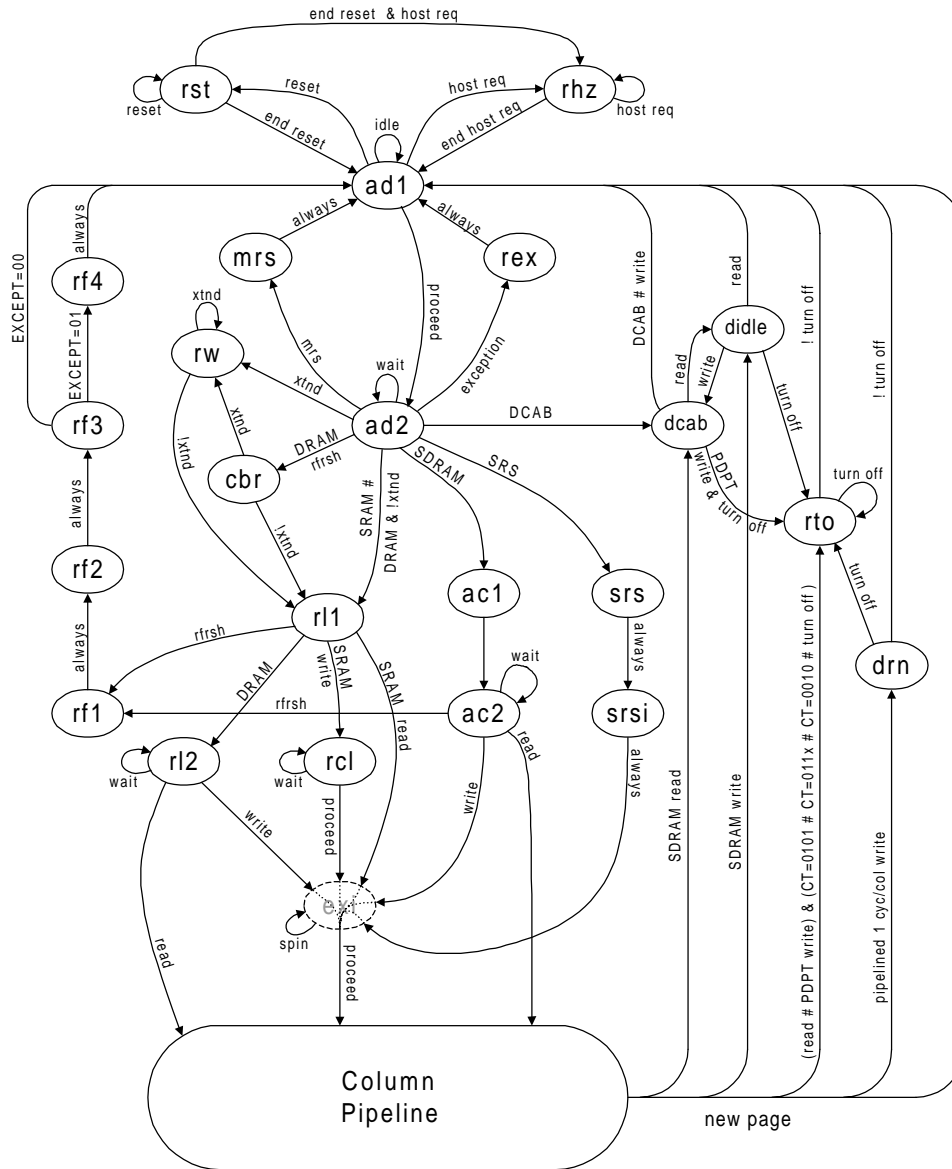 end reset & host req
rst
reset
reset
end reset
host req
end host req
rhz
host req
idle
ad1
always
always
mrs
rex
proceed
always
rf4
EXCEPT=00
EXCEPT=01
rf3
xtnd
rw
mrs
xtnd
wait
ad2
exception
DCAB
DCAB # write
read
write
didle
read
! turn off
! turn off
dcab
turn off
PDPT
write & turn off
turn off
rto
xtnd
cbr
DRAM
rfrsh
!xtnd
!xtnd
SRAM #
DRAM & !xtnd
SDRAM
SRS
always
rf2
always
rl1
ac1
srs
always
turn off
drn
rfrsh
rf1
DRAM
SRAM
write
SRAM
read
rfrsh
ac2
wait
srsi
always
rl2
wait
rcl
wait
read
write
write
proceed
exi
spin
read
proceed
SDRAM read
SDRAM write
(read # PDPT write) & (CT=0101 # CT=011x # CT=0010 # turn off )
pipelined 1 cyc/col write
Column
Pipeline
new page